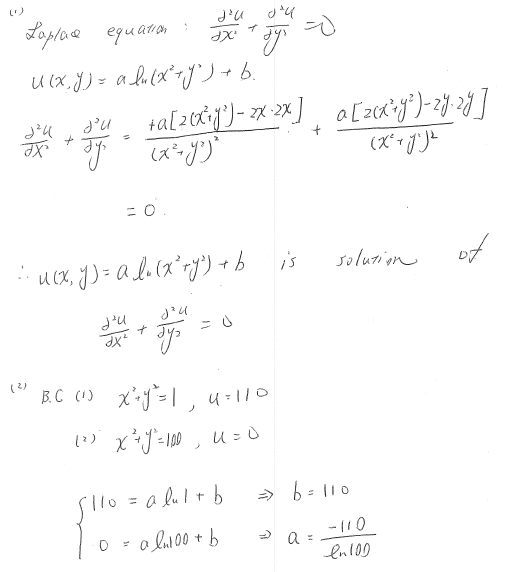 (1)
Laplace equation : ∂²u/∂x² + ∂²u/∂y² = 0
u(x,y) = a ln(x²+y²) + b.
∂²u/∂x² + ∂²u/∂y² = +a[2(x²+y²) - 2x·2x]/(x²+y²)² + a[2(x²+y²) - 2y·2y]/(x²+y²)²
= 0.
∴ u(x,y) = a ln(x²+y²) + b is solution of
∂²u/∂x² + ∂²u/∂y² = 0
(2) B.C (1) x²+y²=1, u=110
(2) x²+y²=100, u=0
{110 = a ln1 + b ⇒ b = 110
0 = a ln100 + b ⇒ a = -110/ln100